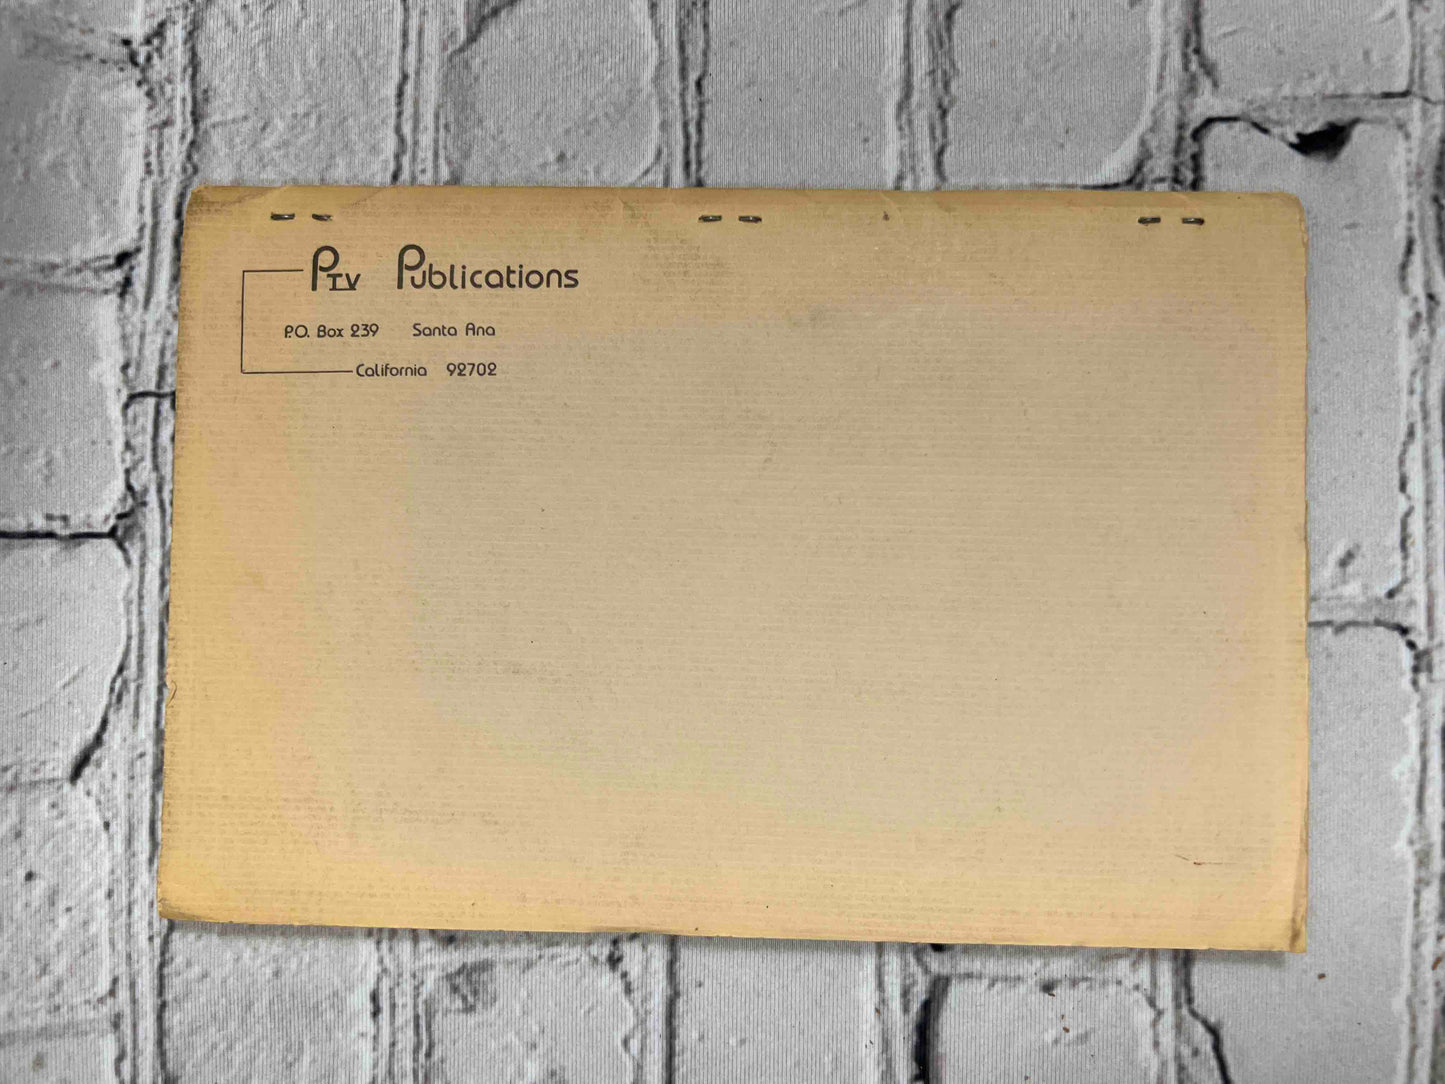 PTV Publications
P.O. Box 239 Santa Ana
California 92702